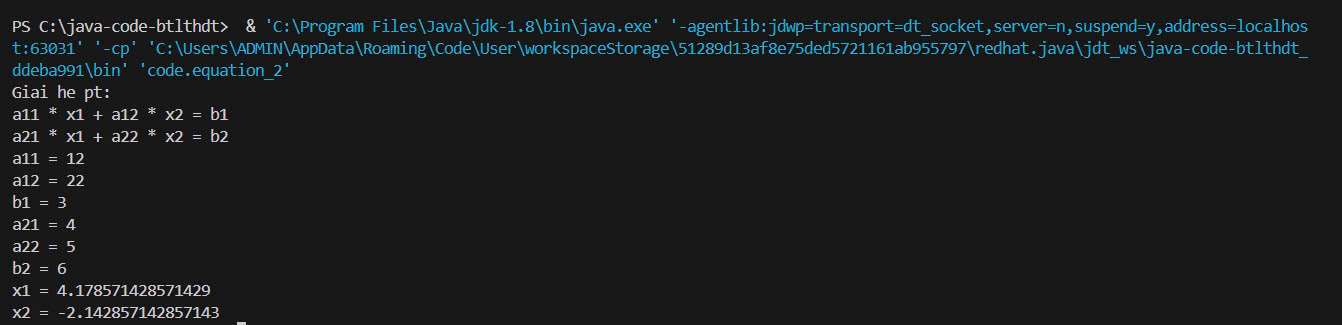 PS C:\java-code-btlthdt>  & 'C:\Program Files\Java\jdk-1.8\bin\java.exe' '-agentlib:jdwp=transport=dt_socket,server=n,suspend=y,address=localhos
t:63031' '-cp' 'C:\Users\ADMIN\AppData\Roaming\Code\User\workspaceStorage\51289d13af8e75ded5721161ab955797\redhat.java\jdt_ws\java-code-btlthdt_
ddeba991\bin' 'code.equation_2'
Giai he pt:
a11 * x1 + a12 * x2 = b1
a21 * x1 + a22 * x2 = b2
a11 = 12
a12 = 22
b1 = 3
a21 = 4
a22 = 5
b2 = 6
x1 = 4.178571428571429
x2 = -2.142857142857143